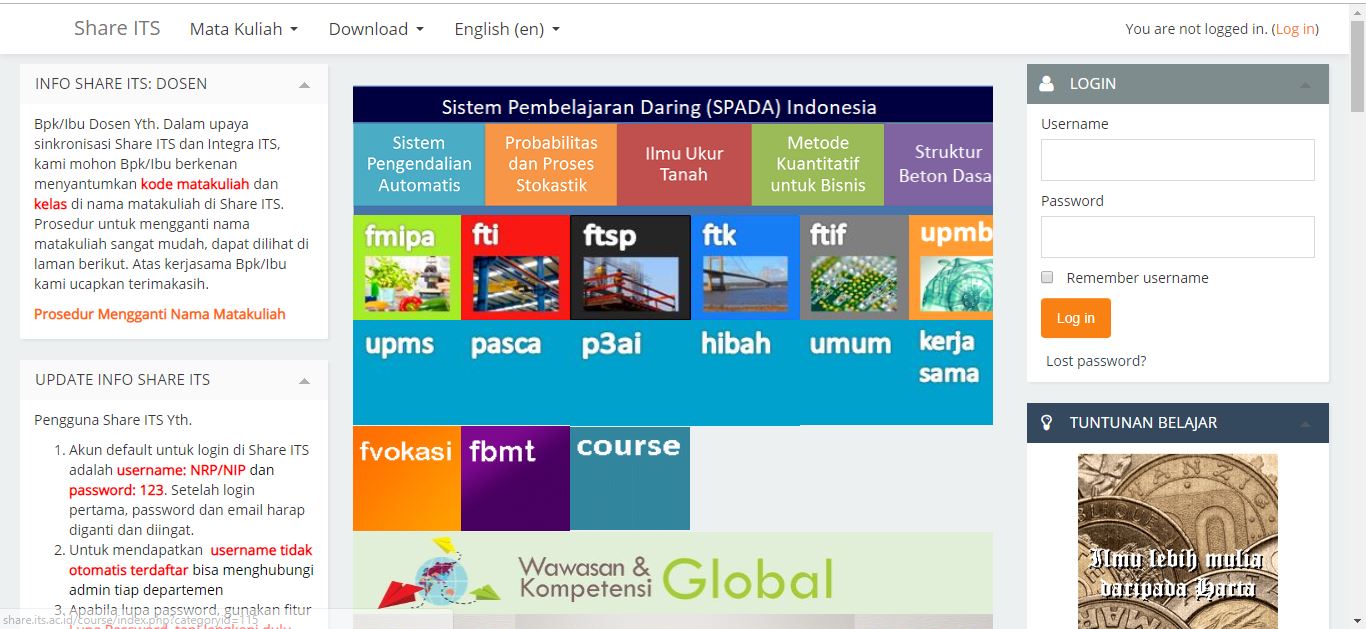 Share ITS
Mata Kuliah
Download
English (en)
You are not logged in. (Log in)
INFO SHARE ITS: DOSEN
Bpk/Ibu Dosen Yth. Dalam upaya
sinkronisasi Share ITS dan Integra ITS,
kami mohon Bpk/Ibu berkenan
menyantumkan kode matakuliah dan
kelas di nama matakuliah di Share ITS.
Prosedur untuk mengganti nama
matakuliah sangat mudah, dapat dilihat di
laman berikut. Atas kerjasama Bpk/Ibu
kami ucapkan terimakasih.
Prosedur Mengganti Nama Matakuliah
UPDATE INFO SHARE ITS
Pengguna Share ITS Yth.
1. Akun default untuk login di Share ITS
adalah username: NRP/NIP dan
password: 123. Setelah login
pertama, password dan email harap
diganti dan diingat.
2. Untuk mendapatkan username tidak
otomatis terdaftar bisa menghubungi
admin tiap departemen
3. Apabila lupa password, gunakan fitur
Lupa Password, tapi lengkapi dulu
share.its.ac.id/course/index.php?categoryid=115
Sistem Pembelajaran Daring (SPADA) Indonesia
Sistem
Pengendalian
Automatis
Probabilitas
dan Proses
Stokastik
Ilmu Ukur
Tanah
Metode
Kuantitatif
untuk Bisnis
Struktur
Beton Dasa
fmipa
fti
ftsp
ftk
ftif
upmb
upms
pasca
p3ai
hibah
umum
kerja
sama
fvokasi
fbmt
course
Wawasan &
Kompetensi
Global
LOGIN
Username
Password
Remember username
Log in
Lost password?
TUNTUNAN BELAJAR
Ilmu lebih mulia
daripada Harta